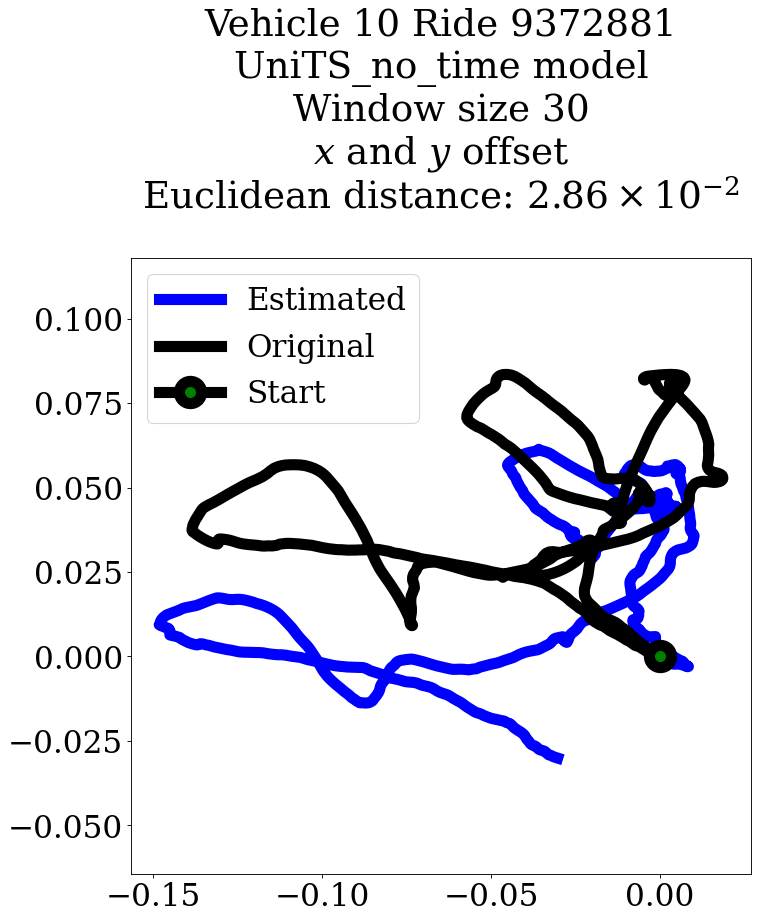 Vehicle 10 Ride 9372881
UniTS_no_time model
Window size 30
x and y offset
Euclidean distance: 2.86 × 10⁻²
Estimated
Original
Start
0.100
0.075
0.050
0.025
0.000
−0.025
−0.050
−0.15 −0.10 −0.05 0.00